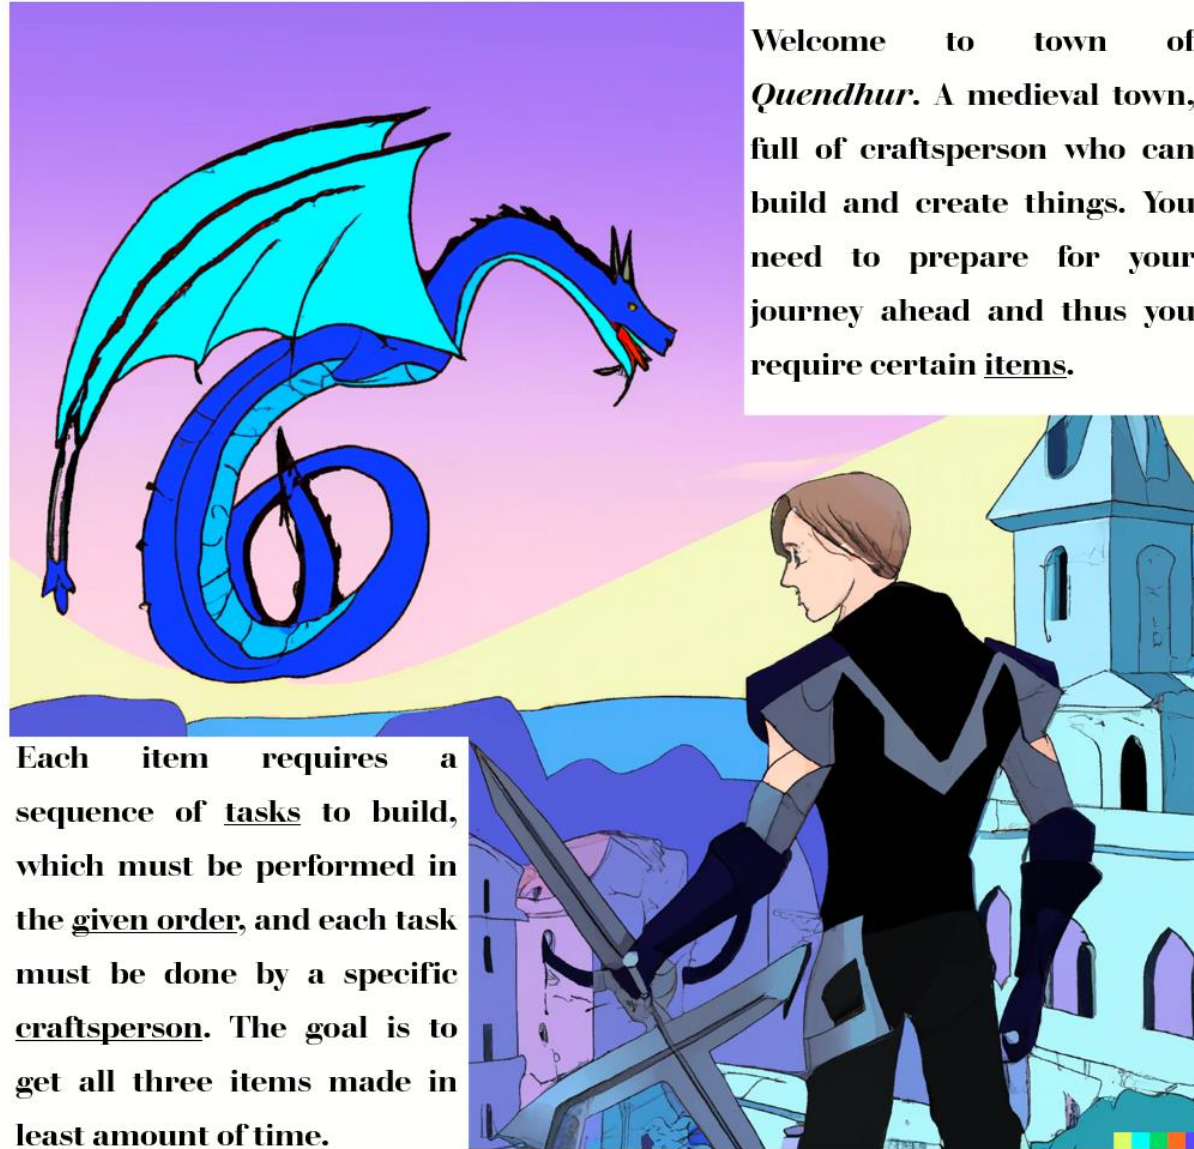 Welcome to town of
Quendhur. A medieval town,
full of craftsperson who can
build and create things. You
need to prepare for your
journey ahead and thus you
require certain items.
Each item requires a
sequence of tasks to build,
which must be performed in
the given order, and each task
must be done by a specific
craftsperson. The goal is to
get all three items made in
least amount of time.